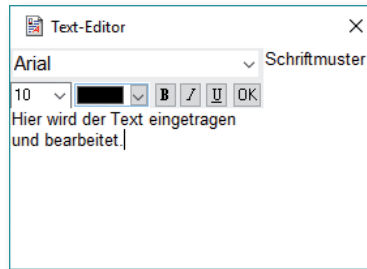 Text-Editor
Arial Schriftmuster
10 B I U OK
Hier wird der Text eingetragen
und bearbeitet.